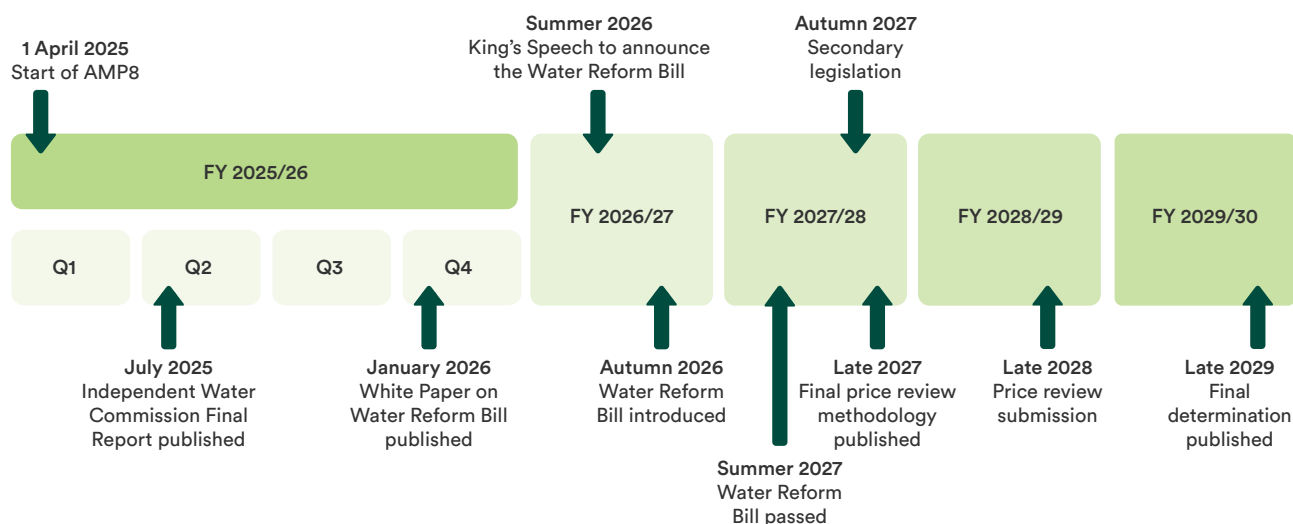 1 April 2025
Start of AMP8
Summer 2026
King’s Speech to announce
the Water Reform Bill
Autumn 2027
Secondary
legislation
FY 2025/26
FY 2026/27
FY 2027/28
FY 2028/29
FY 2029/30
Q1
Q2
Q3
Q4
July 2025
Independent Water
Commission Final
Report published
January 2026
White Paper on
Water Reform Bill
published
Autumn 2026
Water Reform
Bill introduced
Summer 2027
Water Reform
Bill passed
Late 2027
Final price review
methodology
published
Late 2028
Price review
submission
Late 2029
Final
determination
published